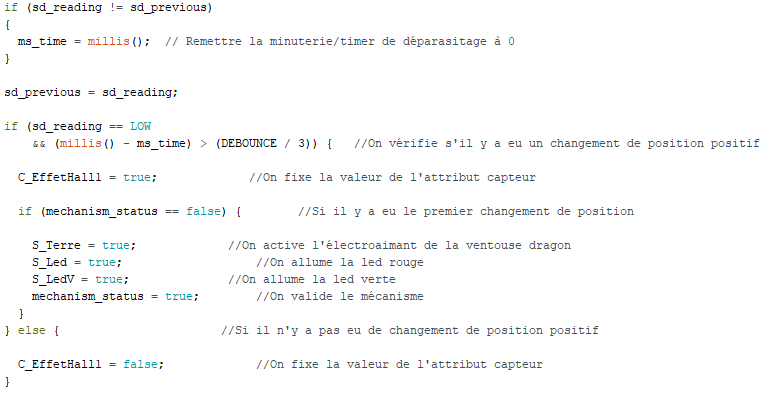 if (sd_reading != sd_previous)
{
  ms_time = millis();  // Remettre la minuterie/timer de déparasitage à 0
}

sd_previous = sd_reading;

if (sd_reading == LOW
    && (millis() - ms_time) > (DEBOUNCE / 3)) {   //On vérifie s'il y a eu un changement de position positif

  C_EffetHall1 = true;             //On fixe la valeur de l'attribut capteur

  if (mechanism_status == false) {        //Si il y a eu le premier changement de position

    S_Terre = true;             //On active l'électroaimant de la ventouse dragon
    S_Led = true;                   //On allume la led rouge
    S_LedV = true;              //On allume la led verte
    mechanism_status = true;        //On valide le mécanisme
  }
} else {                       //Si il n'y a pas eu de changement de position positif

  C_EffetHall1 = false;             //On fixe la valeur de l'attribut capteur
}